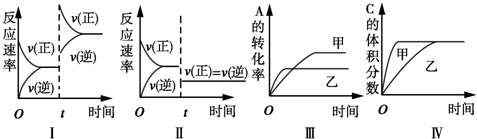 反应速率
v(正)
v(逆)
v(正)
v(逆)
O
t
时间
Ⅰ
反应速率
v(正)
v(逆)
v(正)=v(逆)
O
t
时间
Ⅱ
A的转化率
甲
乙
O
时间
Ⅲ
C的体积分数
甲
乙
O
时间
Ⅳ